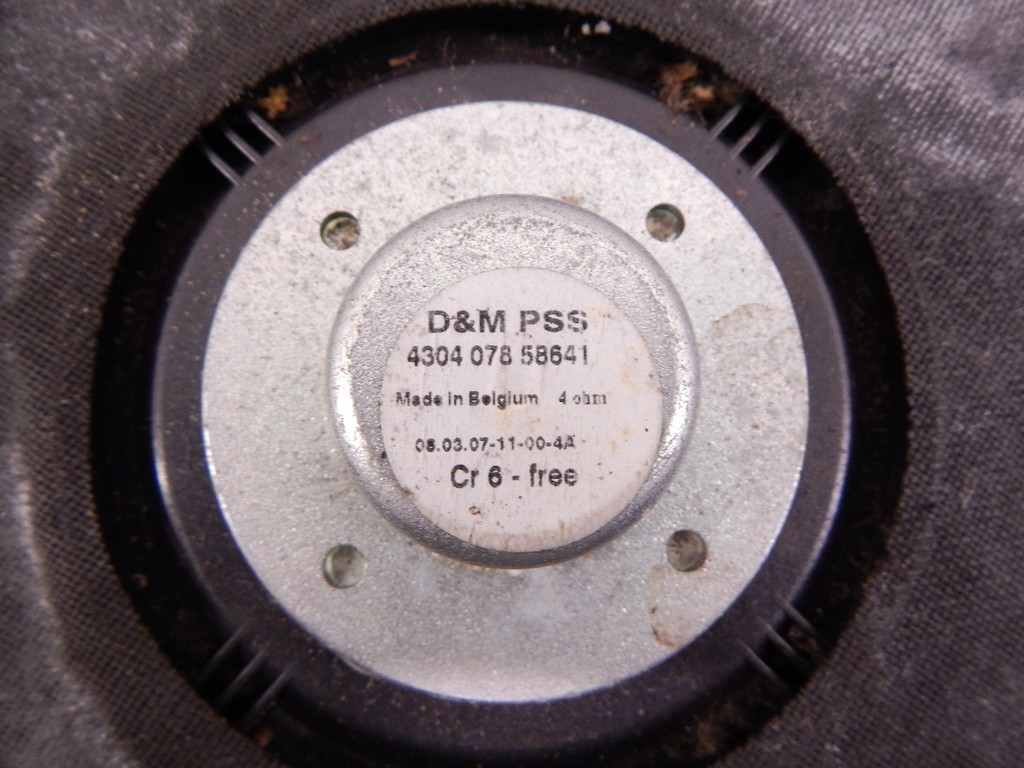 D&M PSS
4304 078 58641
Made in Belgium 4 ohm
08.03.07-11-00-4A
Cr 6 - free